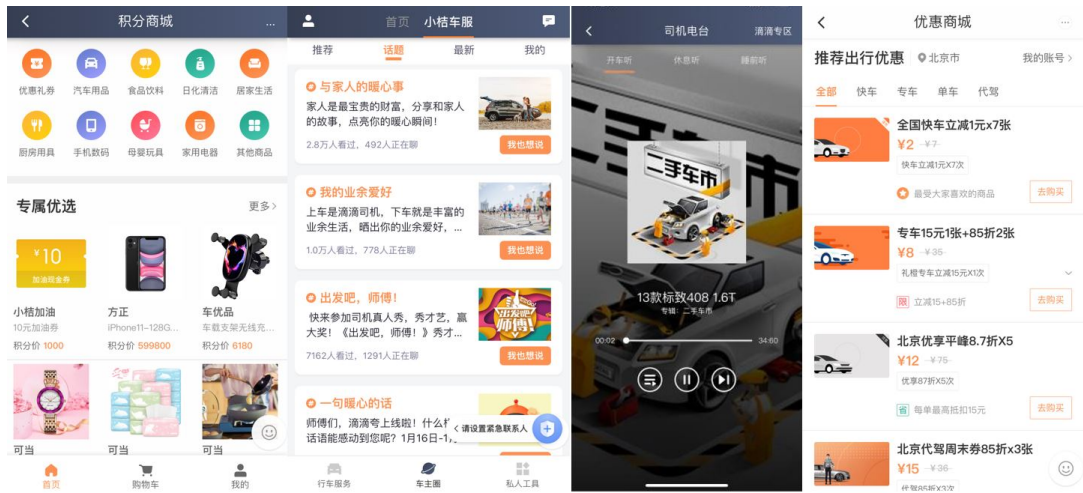 积分商城
...
优惠礼券
汽车用品
食品饮料
日化清洁
居家生活
厨房用具
手机数码
母婴玩具
家用电器
其他商品
专属优选
更多>
¥10
加油现金券
小桔加油
10元加油券
积分价 1000
方正
iPhone11-128G...
积分价 599800
车优品
车载支架无线充...
积分价 6180
可当
可当
可当
首页
购物车
我的
首页
小桔车服
推荐
话题
最新
我的
与家人的暖心事
家人是最宝贵的财富，分享和家人
的故事，点亮你的暖心瞬间！
2.8万人看过，492人正在聊
我也想说
我的业余爱好
上车是滴滴司机，下车就是丰富的
业余生活，晒出你的业余爱好，...
1.0万人看过，778人正在聊
我也想说
出发吧，师傅！
快来参加司机真人秀，秀才艺，赢
大奖！《出发吧，师傅！》秀才...
出发吧
师傅!
7162人看过，1291人正在聊
我也想说
一句暖心的话
师傅们，滴滴夸上线啦！什么样
话语能感动到您呢？1月16日-1
<请设置紧急联系人
行车服务
车主圈
私人工具
司机电台
滴滴专区
开车听
休息听
睡前听
二手车市
13款标致408 1.6T
专辑：二手车市
00:02
34:60
优惠商城
...
推荐出行优惠
北京市
我的账号>
全部
快车
专车
单车
代驾
全国快车立减1元x7张
¥2 ¥7
快车立减1元X7次
最受大家喜欢的商品
去购买
专车15元1张+85折2张
¥8 ¥35
礼橙专车立减15元X1次
限 立减15+85折
去购买
北京优享平峰8.7折X5
¥12 ¥75
优享87折X5次
省 每单最高抵扣15元
去购买
北京代驾周末券85折x3张
¥15 ¥36
代驾85折X3次